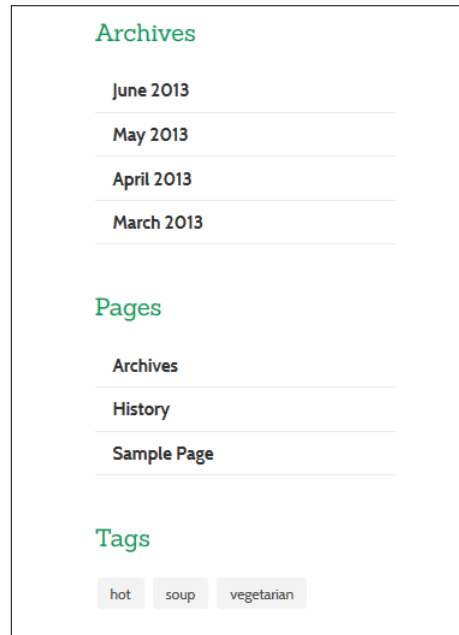 Archives
June 2013
May 2013
April 2013
March 2013
Pages
Archives
History
Sample Page
Tags
hot soup vegetarian